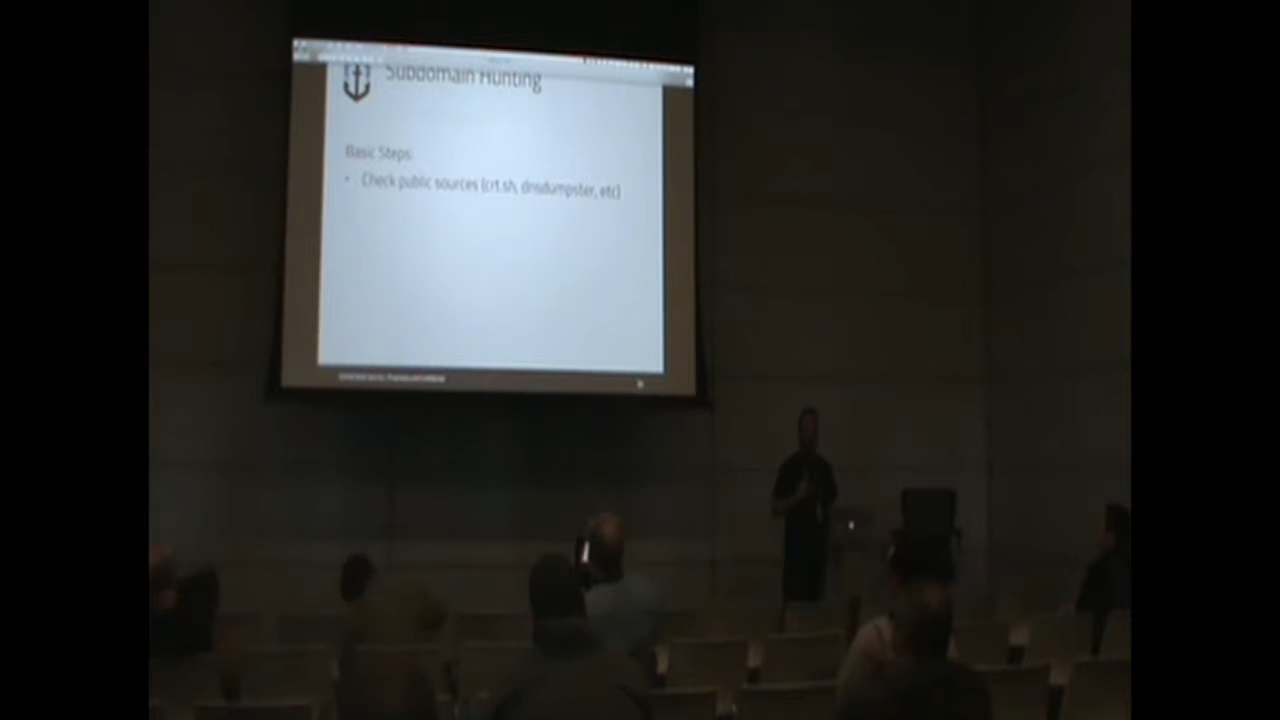 Subdomain Hunting
Basic Steps:
• Check public sources (crt.sh, dnsdumpster, etc)